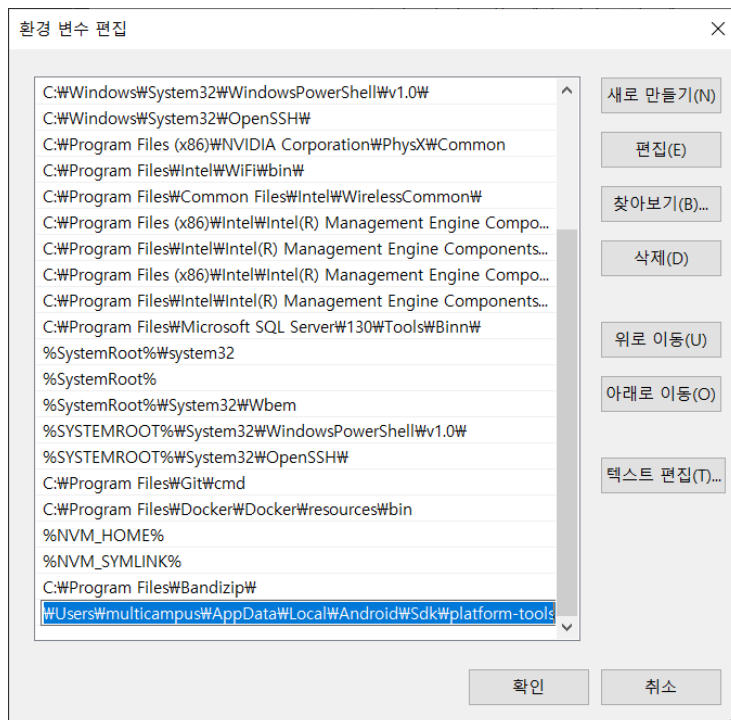 환경 변수 편집
C:₩Windows₩System32₩WindowsPowerShell₩v1.0₩
C:₩Windows₩System32₩OpenSSH₩
C:₩Program Files (x86)₩NVIDIA Corporation₩PhysX₩Common
C:₩Program Files₩Intel₩WiFi₩bin₩
C:₩Program Files₩Common Files₩Intel₩WirelessCommon₩
C:₩Program Files (x86)₩Intel₩Intel(R) Management Engine Compo...
C:₩Program Files₩Intel₩Intel(R) Management Engine Components...
C:₩Program Files (x86)₩Intel₩Intel(R) Management Engine Compo...
C:₩Program Files₩Intel₩Intel(R) Management Engine Components...
C:₩Program Files₩Microsoft SQL Server₩130₩Tools₩Binn₩
%SystemRoot%₩system32
%SystemRoot%
%SystemRoot%₩System32₩Wbem
%SYSTEMROOT%₩System32₩WindowsPowerShell₩v1.0₩
%SYSTEMROOT%₩System32₩OpenSSH₩
C:₩Program Files₩Git₩cmd
C:₩Program Files₩Docker₩Docker₩resources₩bin
%NVM_HOME%
%NVM_SYMLINK%
C:₩Program Files₩Bandizip₩
₩Users₩multicampus₩AppData₩Local₩Android₩Sdk₩platform-tools
새로 만들기(N)
편집(E)
찾아보기(B)...
삭제(D)
위로 이동(U)
아래로 이동(O)
텍스트 편집(T)...
확인
취소